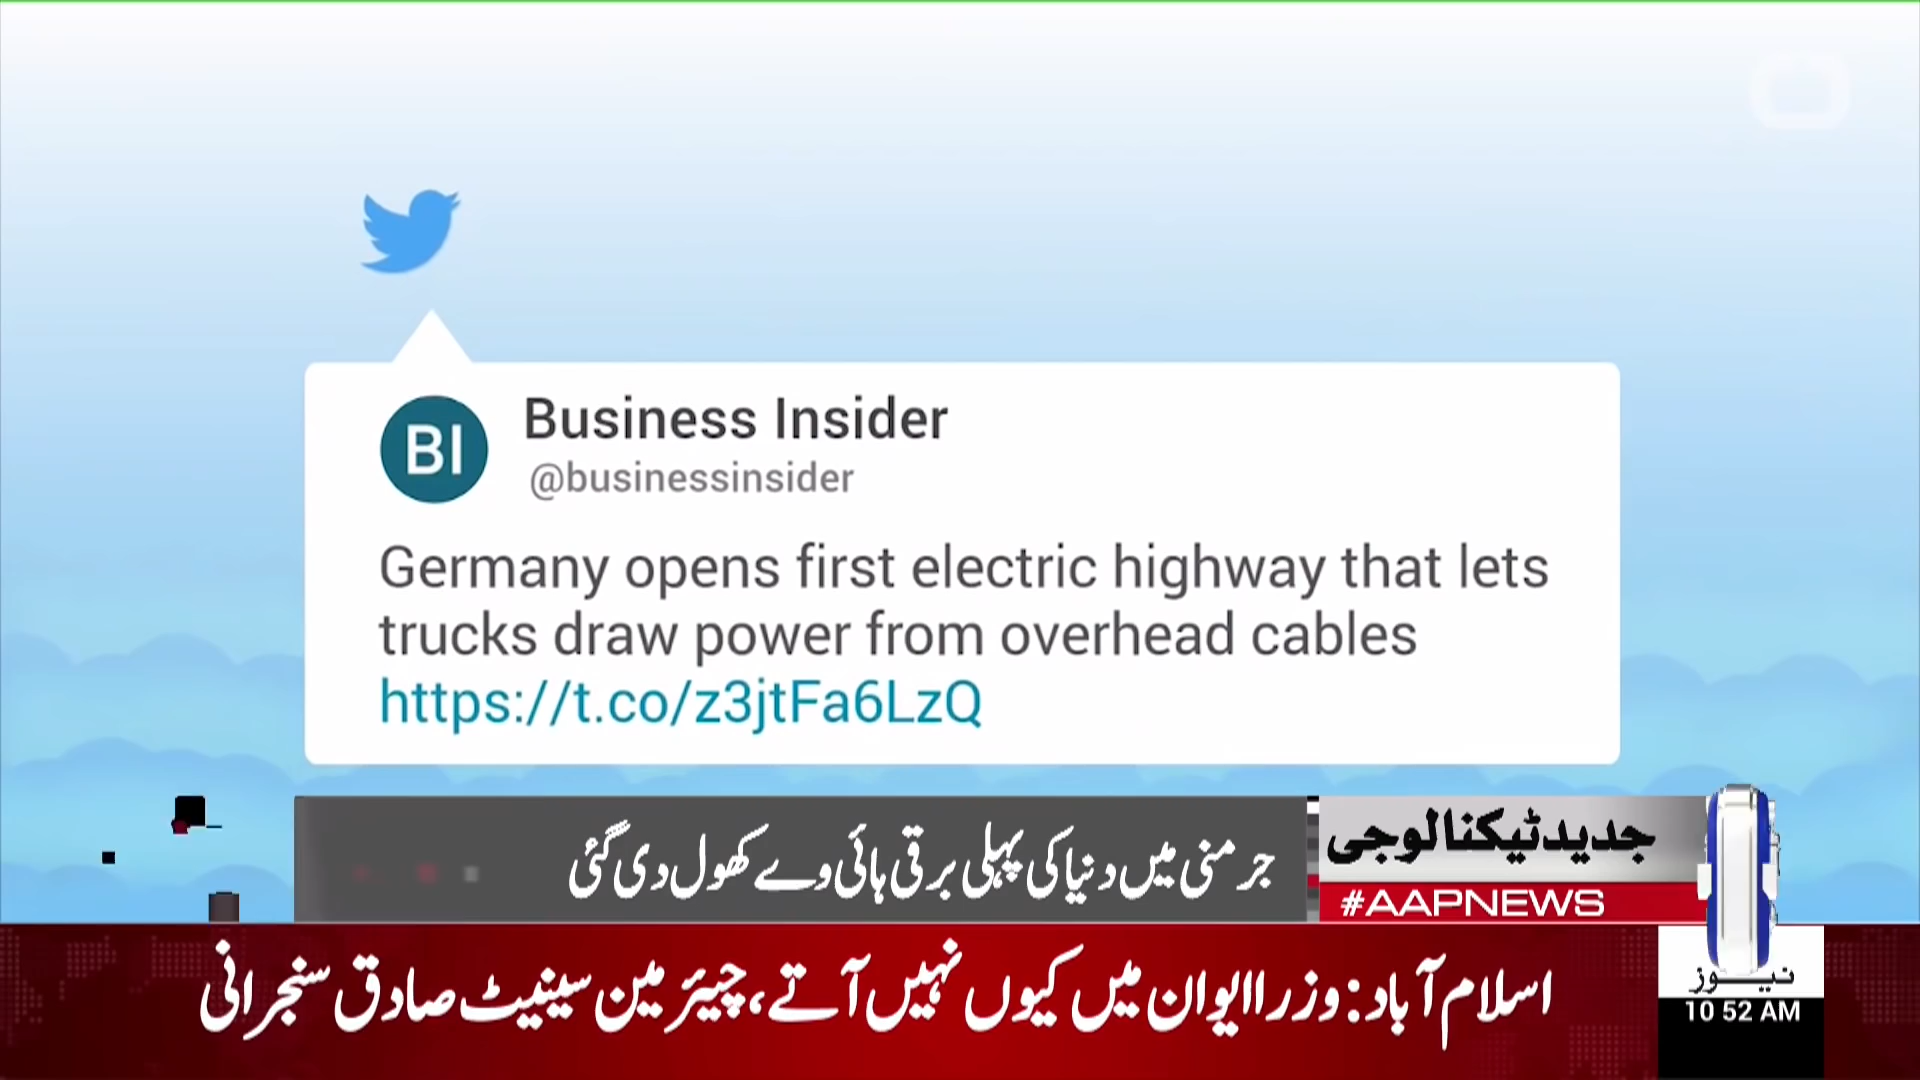 BI
Business Insider
@businessinsider
Germany opens first electric highway that lets
trucks draw power from overhead cables
https://t.co/z3jtFa6LzQ
جرمنی میں دنیا کی پہلی برقی ہائی وے کھول دی گئی
جدید ٹیکنالوجی
#AAPNEWS
اسلام آباد: وزرا ایوان میں کیوں نہیں آتے، چیئرمین سینیٹ صادق سنجرانی
نیوز
10 52 AM